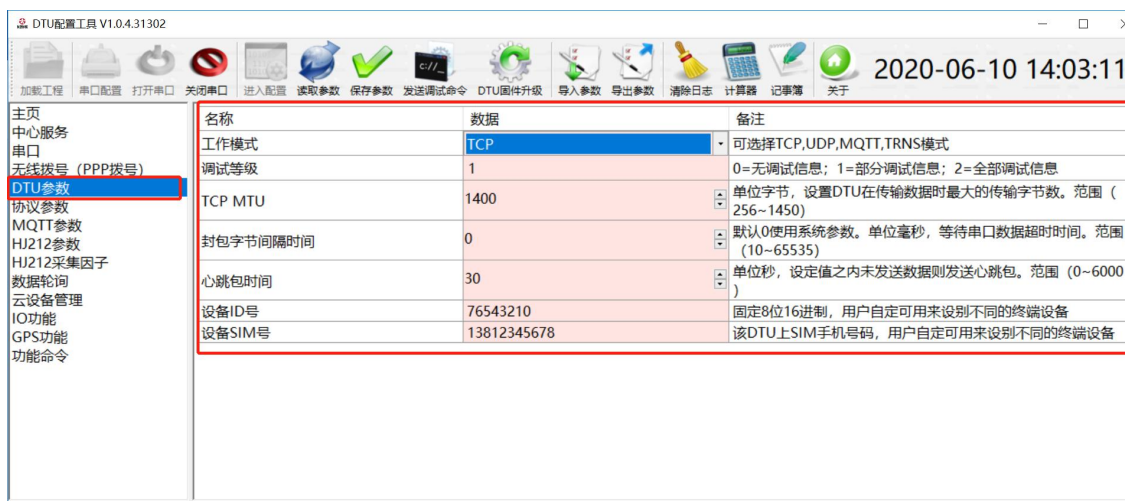 DTU配置工具 V1.0.4.31302
加载工程 串口配置 打开串口 关闭串口 进入配置 读取参数 保存参数 发送调试命令 DTU固件升级 导入参数 导出参数 清除日志 计算器 记事簿 关于
c://_
2020-06-10 14:03:11
主页
中心服务
串口
无线拨号（PPP拨号）
DTU参数
协议参数
MQTT参数
HJ212参数
HJ212采集因子
数据轮询
云设备管理
IO功能
GPS功能
功能命令
名称 数据 备注
工作模式 TCP 可选择TCP,UDP,MQTT,TRNS模式
调试等级 1 0=无调试信息；1=部分调试信息；2=全部调试信息
TCP MTU 1400 单位字节，设置DTU在传输数据时最大的传输字节数。范围（
256~1450）
封包字节间隔时间 0 默认0使用系统参数。单位毫秒，等待串口数据超时时间。范围
（10~65535）
心跳包时间 30 单位秒，设定值之内未发送数据则发送心跳包。范围（0~6000
）
设备ID号 76543210 固定8位16进制，用户自定可用来设别不同的终端设备
设备SIM号 13812345678 该DTU上SIM手机号码，用户自定可用来设别不同的终端设备